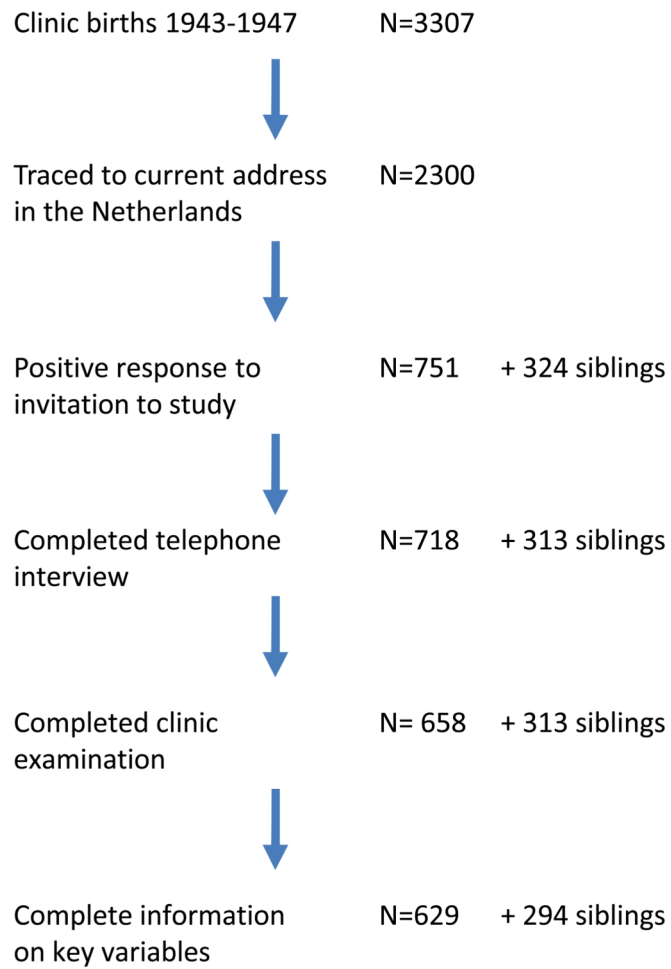 Clinic births 1943-1947 N=3307
Traced to current address N=2300
in the Netherlands
Positive response to N=751 + 324 siblings
invitation to study
Completed telephone N=718 + 313 siblings
interview
Completed clinic N= 658 + 313 siblings
examination
Complete information N=629 + 294 siblings
on key variables